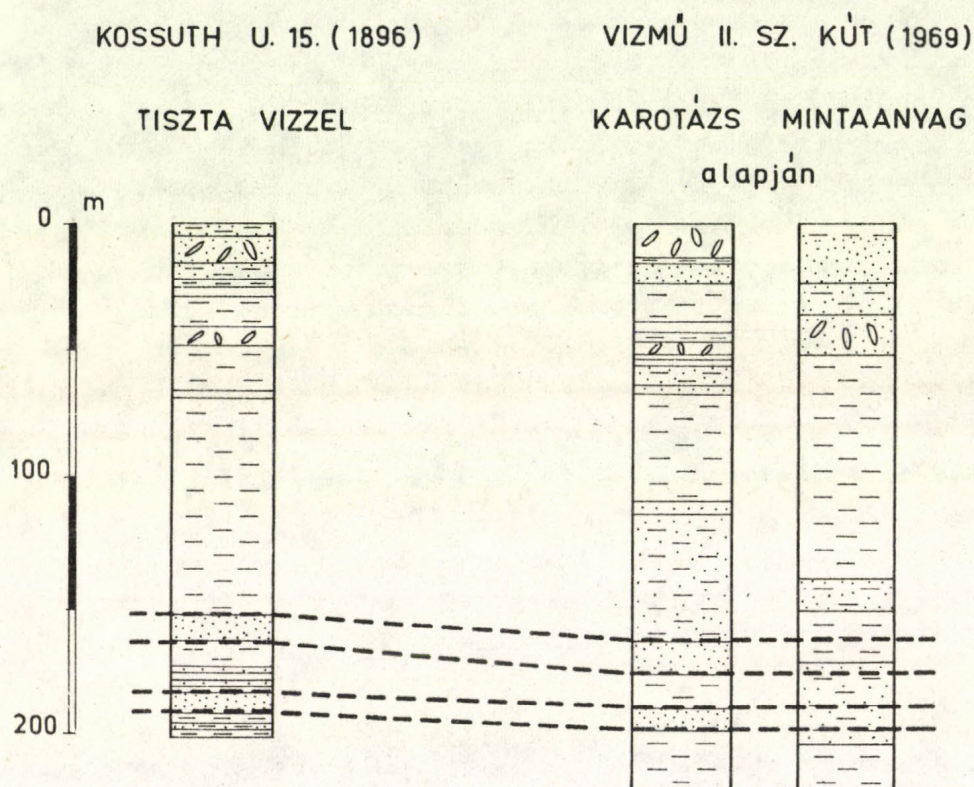 KOSSUTH U. 15. (1896)
VIZMŰ II. SZ. KÚT (1969)
TISZTA VIZZEL
KAROTÁZS MINTAANYAG
alapján
0 m
100
200